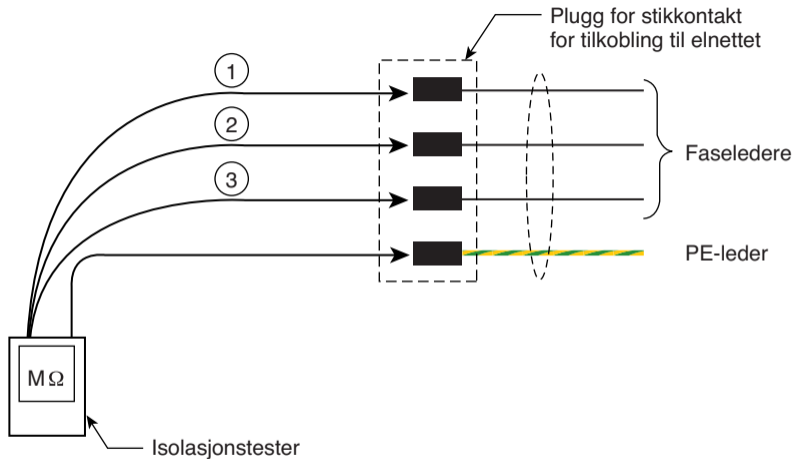 Plugg for stikkontakt
for tilkobling til elnettet
1
2
3
Faseledere
PE-leder
MΩ
Isolasjonstester